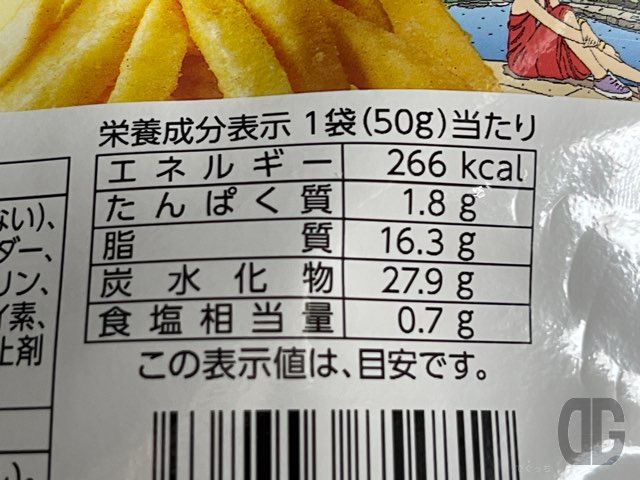 栄養成分表示 1袋(50g)当たり
エネルギー 266 kcal
たんぱく質 1.8 g
脂質 16.3 g
炭水化物 27.9 g
食塩相当量 0.7 g
この表示値は、目安です。
ない)、
ダー、
リン、
イ素、
止剤
DG